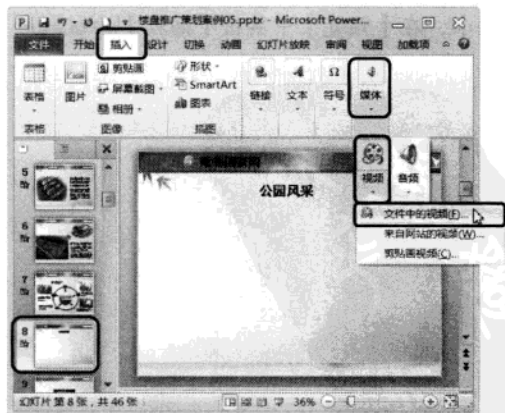 楼盘推广策划案例05.pptx - Microsoft Power...
文件 开始 插入 设计 切换 动画 幻灯片放映 审阅 视图 加载项
表格 图片 剪贴画 屏幕截图 相册 形状 SmartArt 图表 链接 文本 符号 媒体
表格 图像 插图
视频 音频
文件中的视频(F)...
来自网站的视频(W)...
剪贴画视频(C)...
公园风采
5
6
7
8
9
幻灯片 第 8 张，共 46 张 36%